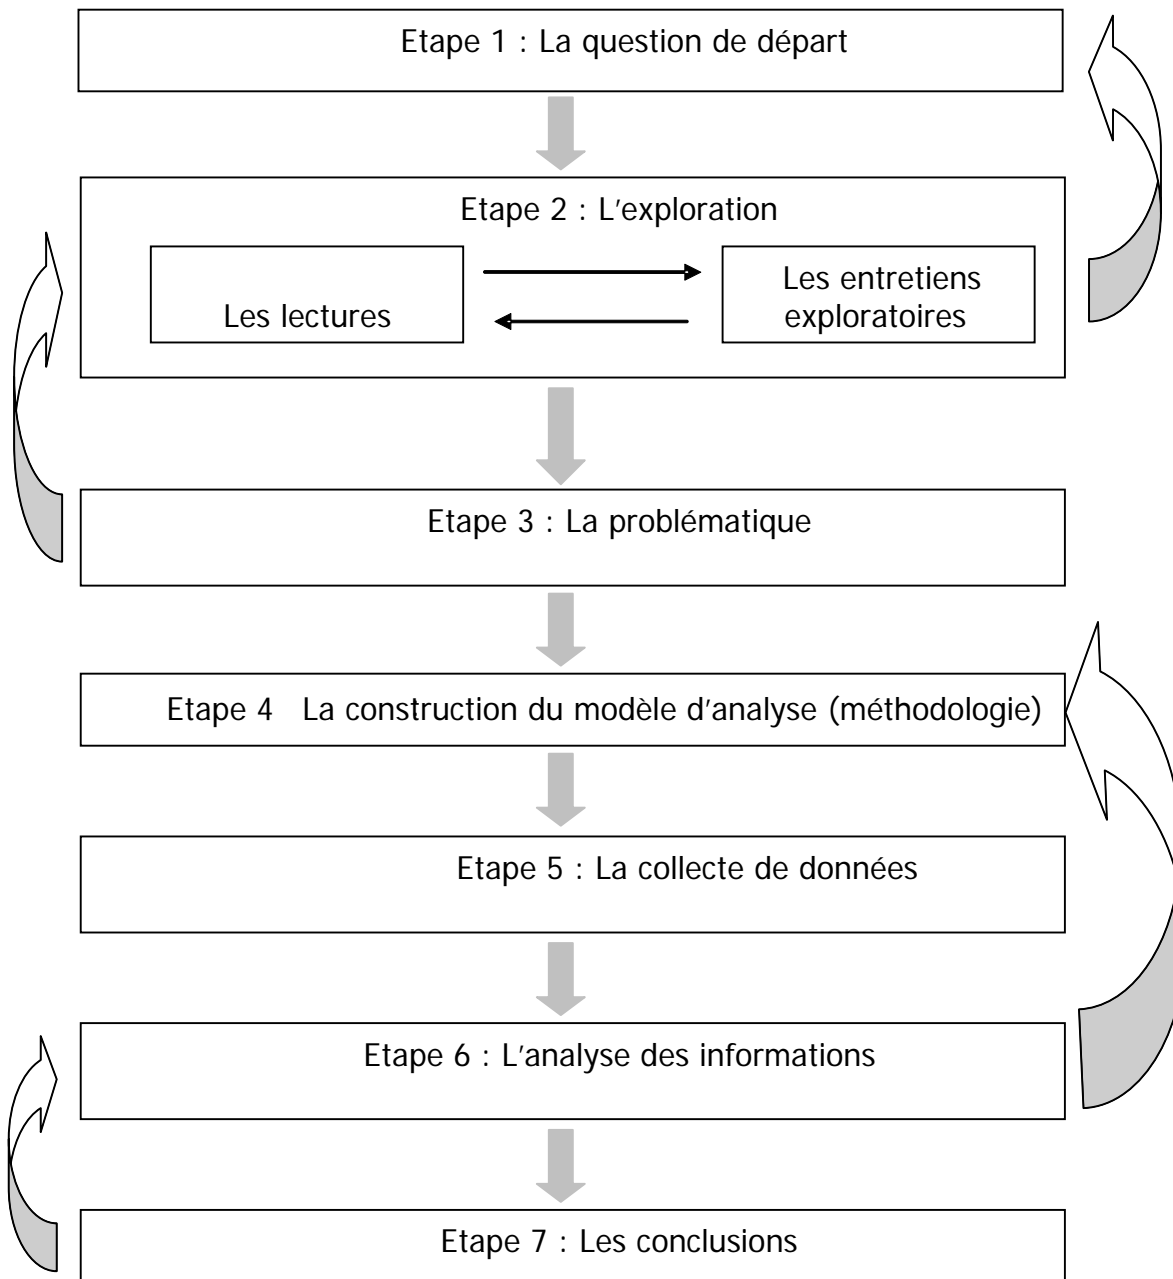 Etape 1 : La question de départ
Etape 2 : L'exploration
Les lectures
Les entretiens
exploratoires
Etape 3 : La problématique
Etape 4 La construction du modèle d'analyse (méthodologie)
Etape 5 : La collecte de données
Etape 6 : L'analyse des informations
Etape 7 : Les conclusions